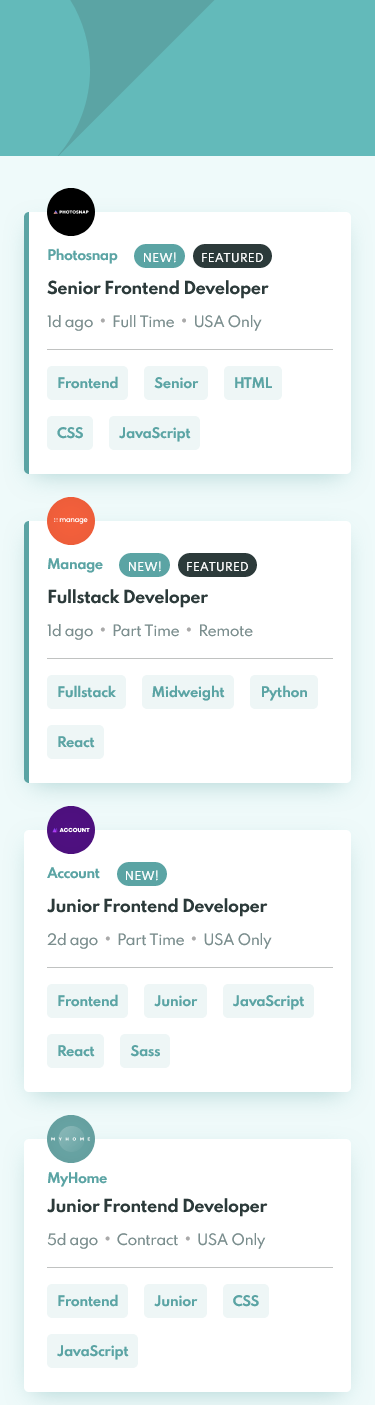 PHOTOSNAP
Photosnap NEW! FEATURED
Senior Frontend Developer
1d ago • Full Time • USA Only
Frontend Senior HTML
CSS JavaScript
manage
Manage NEW! FEATURED
Fullstack Developer
1d ago • Part Time • Remote
Fullstack Midweight Python
React
ACCOUNT
Account NEW!
Junior Frontend Developer
2d ago • Part Time • USA Only
Frontend Junior JavaScript
React Sass
MYHOME
MyHome
Junior Frontend Developer
5d ago • Contract • USA Only
Frontend Junior CSS
JavaScript